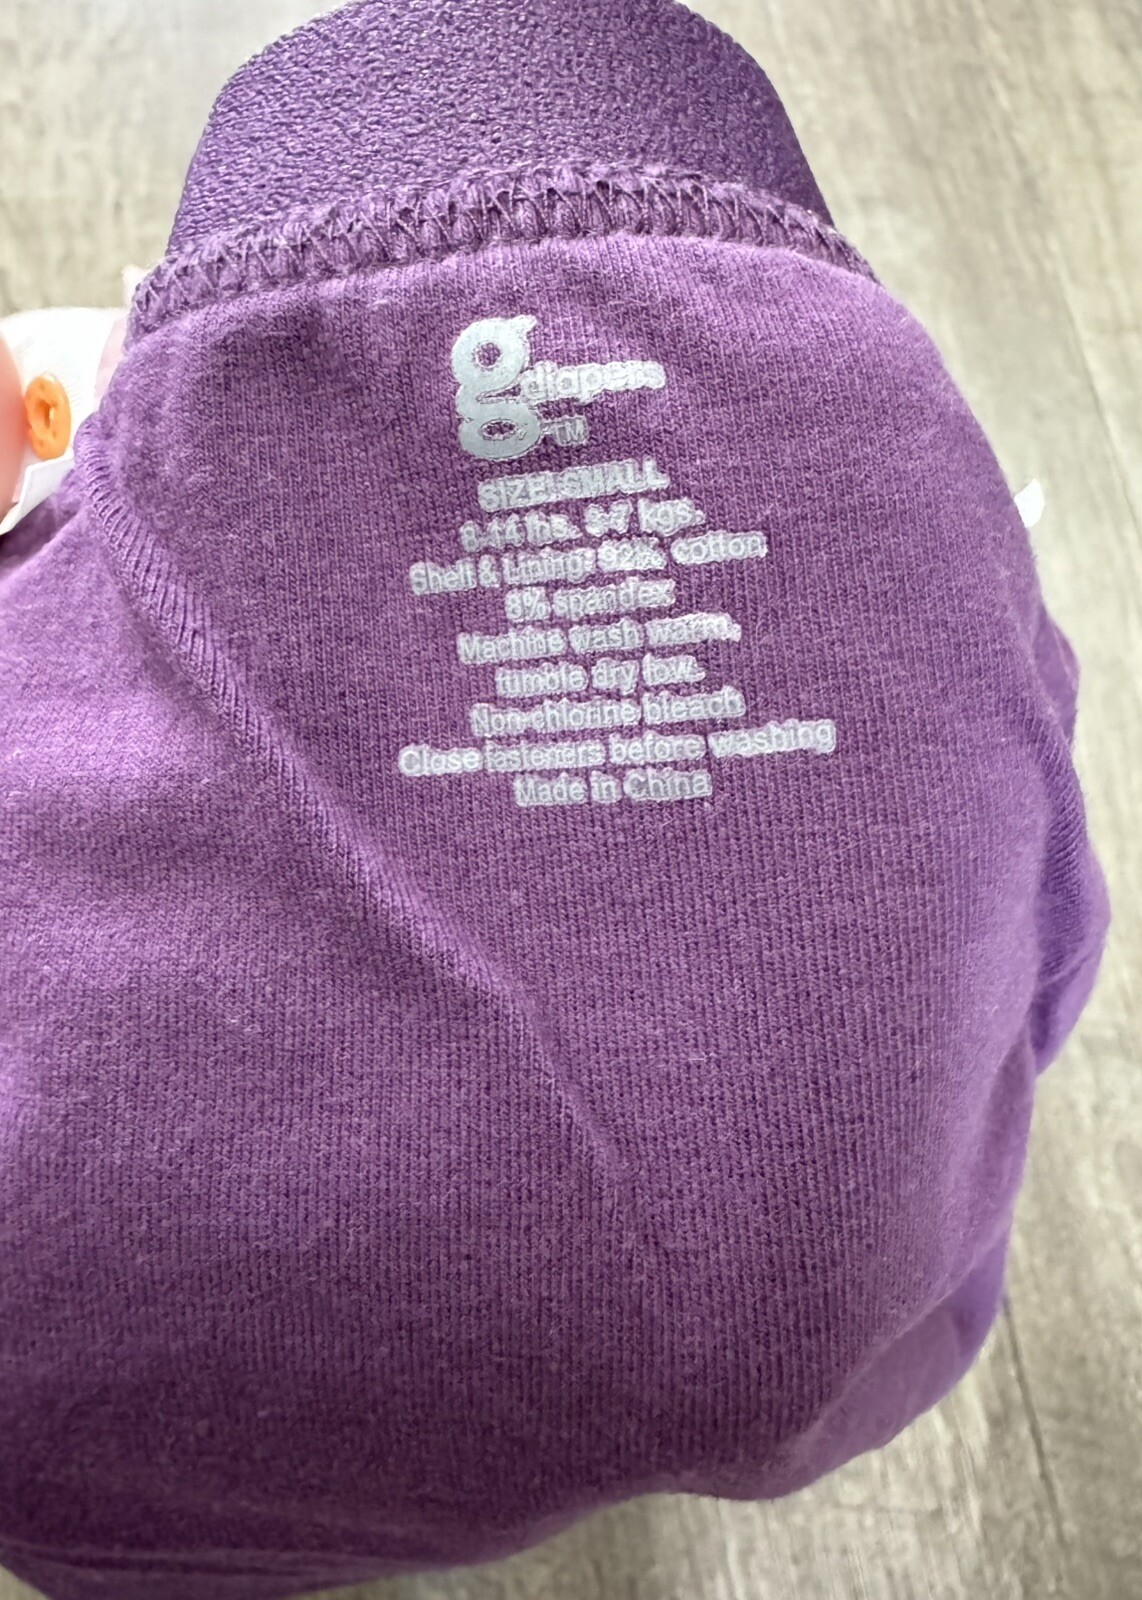 gdiapers
TM
SIZE:SMALL
8-14 lbs. 3-7 kgs.
Shell & Lining: 92% cotton
8% spandex
Machine wash warm,
tumble dry low.
Non-chlorine bleach
Close fasteners before washing
Made in China